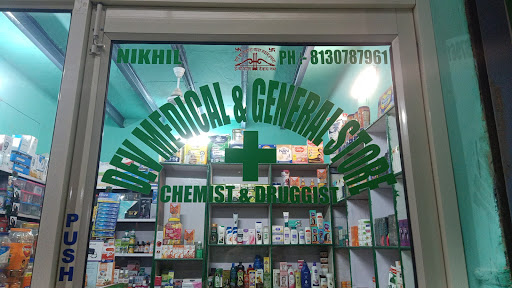 NIKHIL PH :- 8130787961
DEV MEDICAL & GENERAL STORE
CHEMIST & DRUGGIST
PUSH